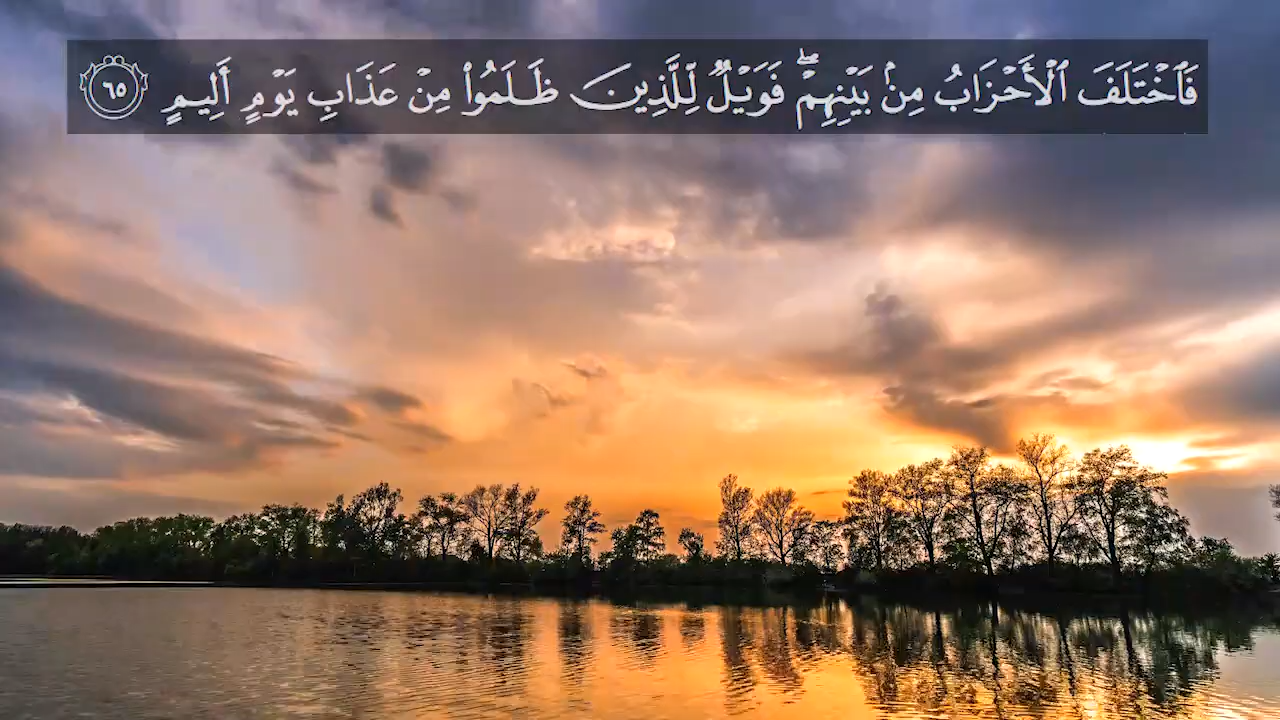 فَٱخْتَلَفَ ٱلْأَحْزَابُ مِنۢ بَيْنِهِمْۖ فَوَيْلٌۭ لِّلَّذِينَ ظَلَمُوا۟ مِنْ عَذَابِ يَوْمٍ أَلِيمٍ ٦٥